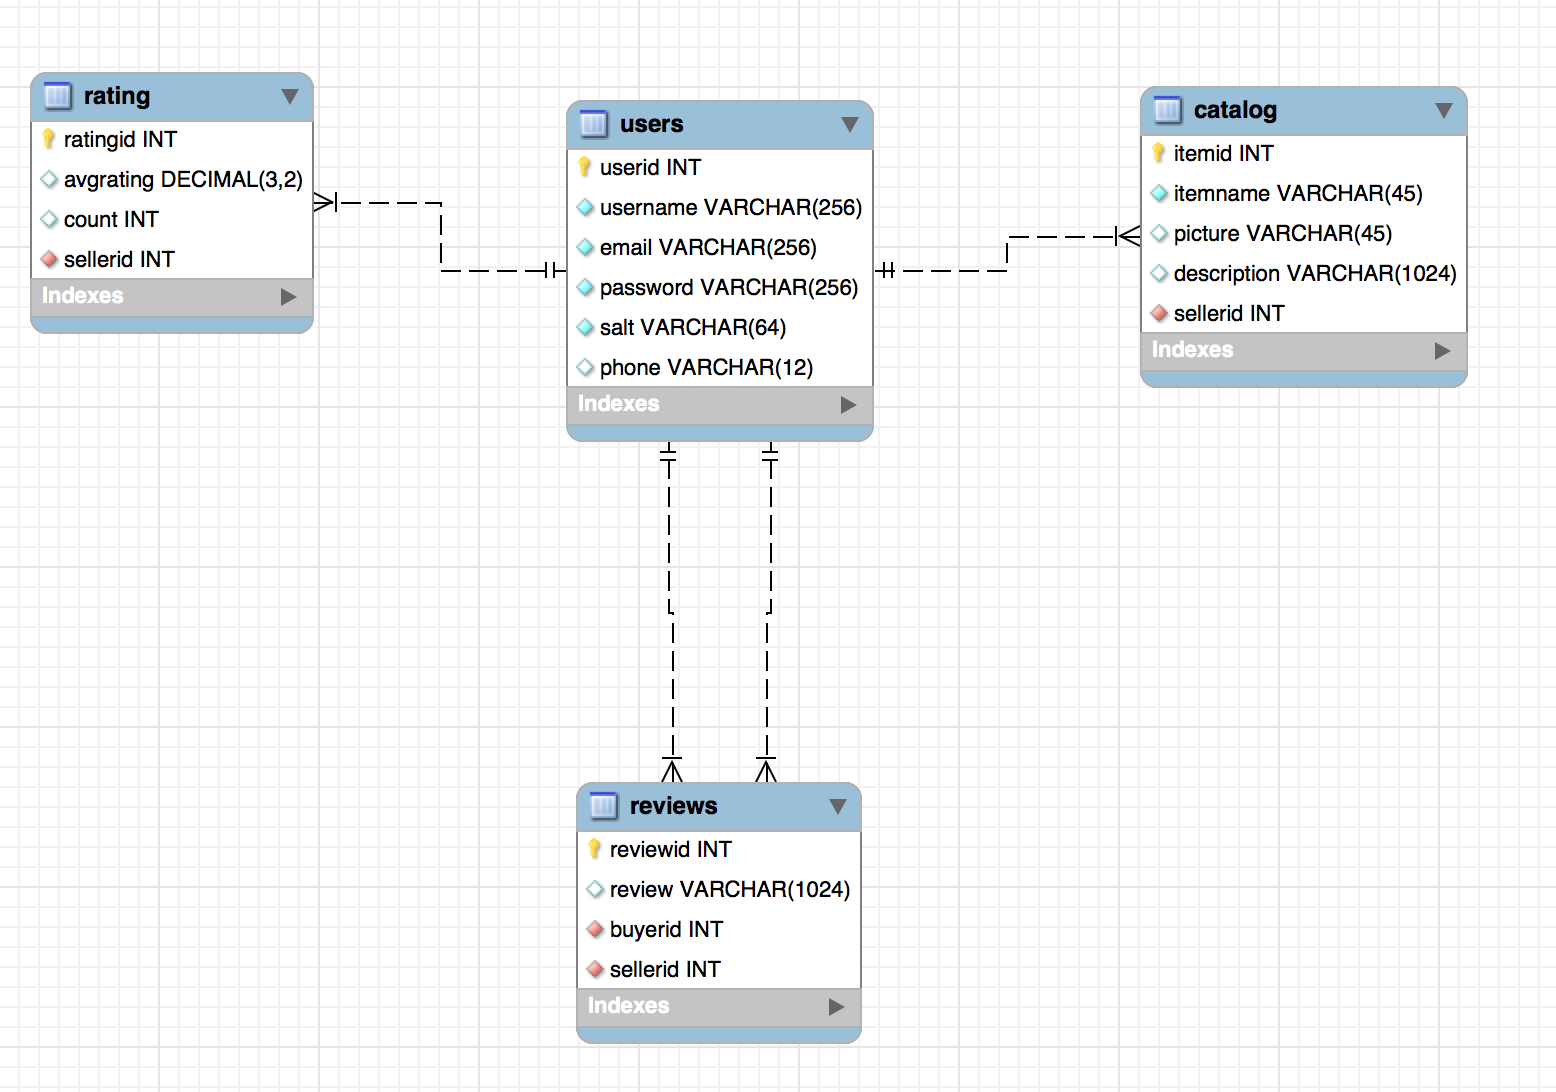 rating
ratingid INT
avgrating DECIMAL(3,2)
count INT
sellerid INT
Indexes
users
userid INT
username VARCHAR(256)
email VARCHAR(256)
password VARCHAR(256)
salt VARCHAR(64)
phone VARCHAR(12)
Indexes
catalog
itemid INT
itemname VARCHAR(45)
picture VARCHAR(45)
description VARCHAR(1024)
sellerid INT
Indexes
reviews
reviewid INT
review VARCHAR(1024)
buyerid INT
sellerid INT
Indexes